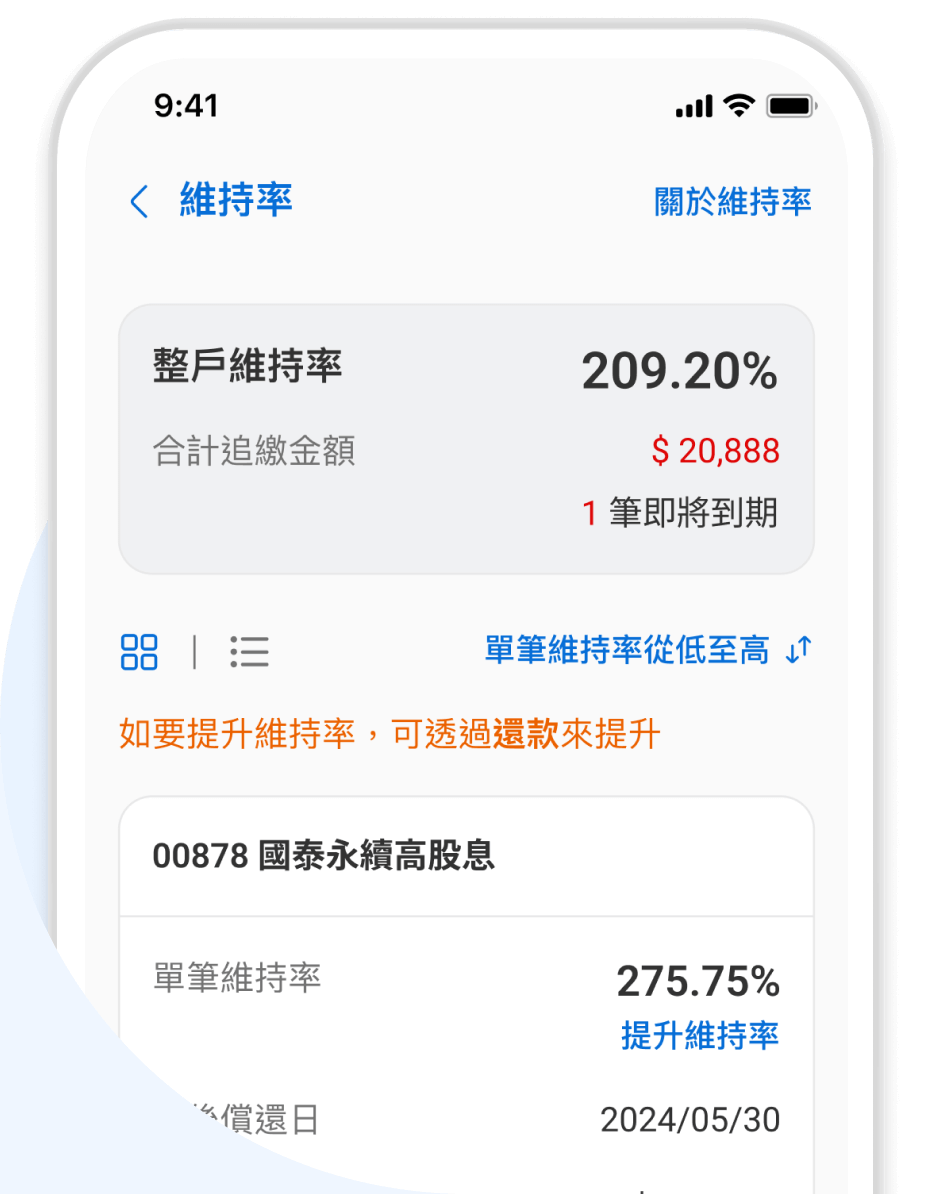 9:41
維持率
關於維持率
整戶維持率 209.20%
合計追繳金額 $ 20,888
1 筆即將到期
單筆維持率從低至高
如要提升維持率，可透過還款來提升
00878 國泰永續高股息
單筆維持率 275.75%
提升維持率
償還日 2024/05/30